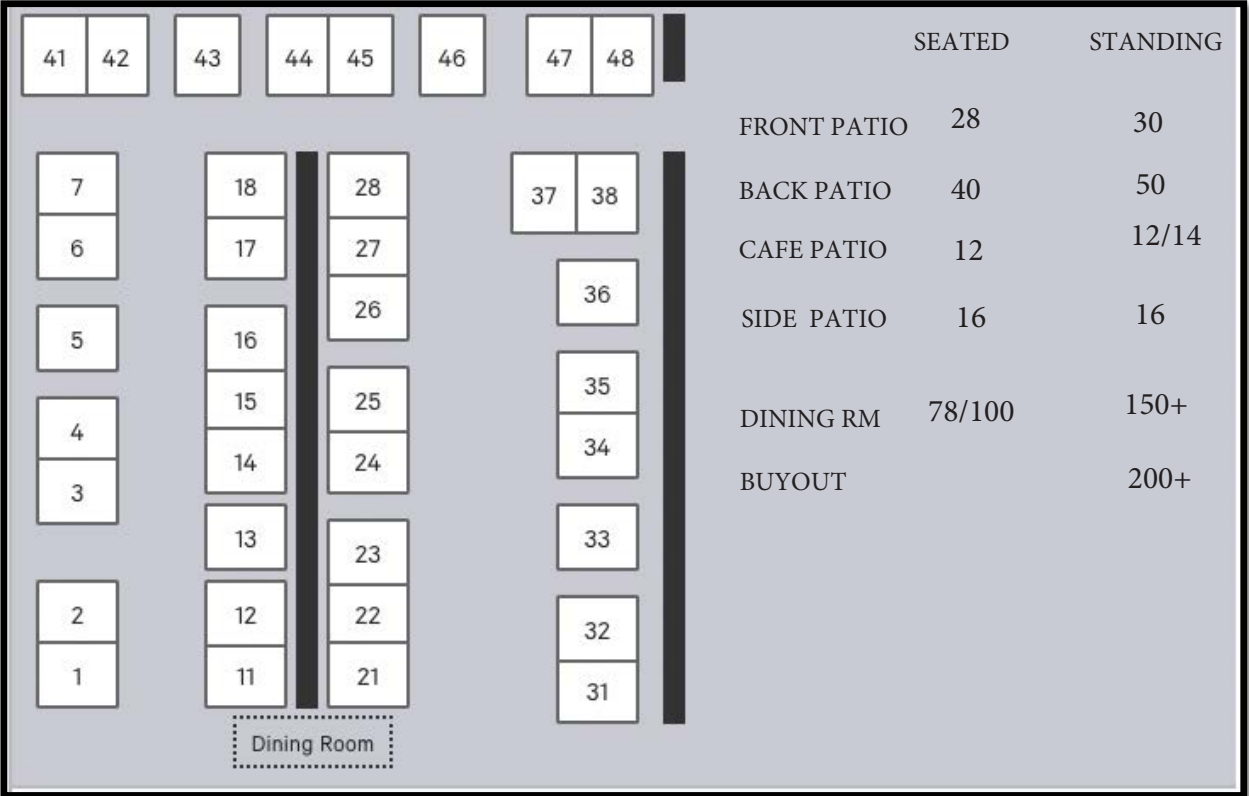 41 42 43 44 45 46 47 48
7 18 28 37 38
6 17 27
26 36
5 16
15 25 35
4 14 24 34
3
13 23 33
2 12 22 32
1 11 21 31
Dining Room
SEATED STANDING
FRONT PATIO 28 30
BACK PATIO 40 50
CAFE PATIO 12 12/14
SIDE PATIO 16 16
DINING RM 78/100 150+
BUYOUT 200+